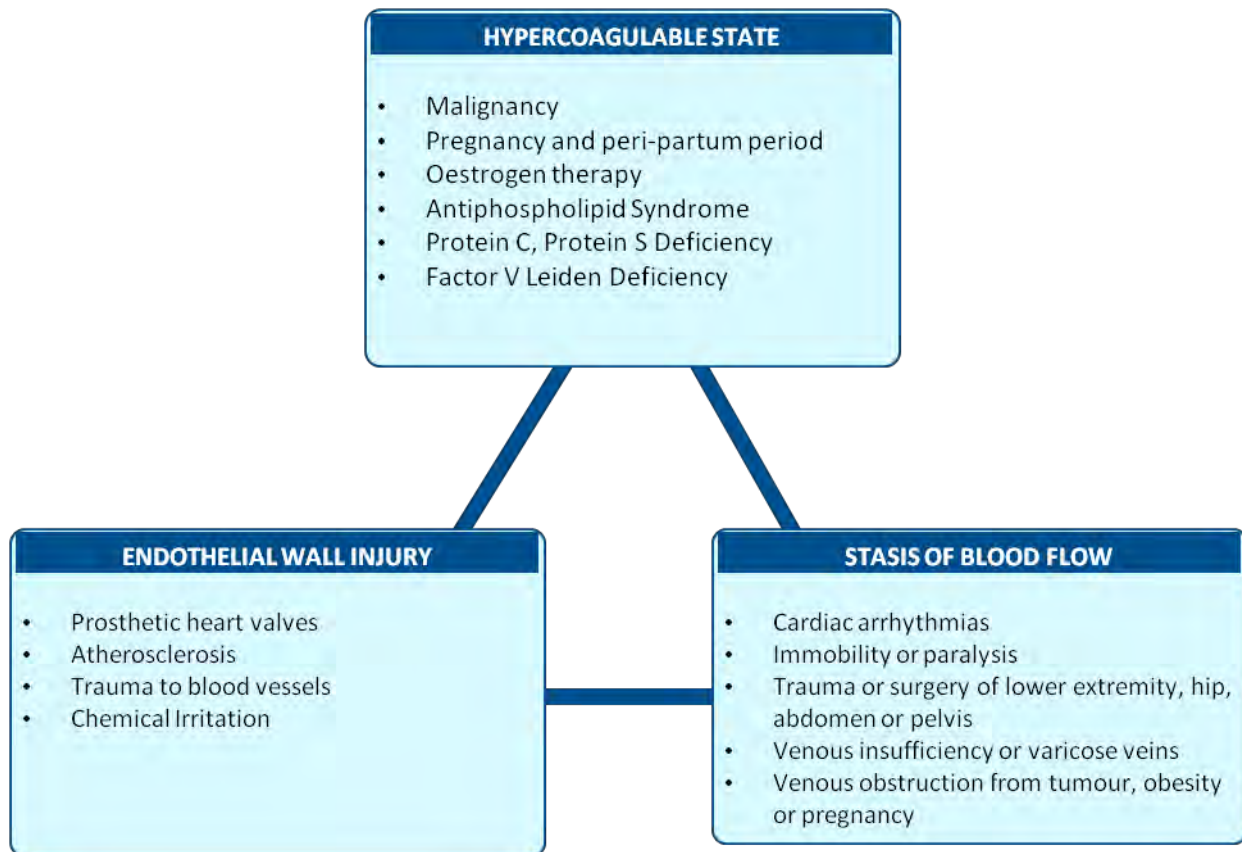 HYPERCOAGULABLE STATE
• Malignancy
• Pregnancy and peri-partum period
• Oestrogen therapy
• Antiphospholipid Syndrome
• Protein C, Protein S Deficiency
• Factor V Leiden Deficiency
ENDOTHELIAL WALL INJURY
• Prosthetic heart valves
• Atherosclerosis
• Trauma to blood vessels
• Chemical Irritation
STASIS OF BLOOD FLOW
• Cardiac arrhythmias
• Immobility or paralysis
• Trauma or surgery of lower extremity, hip,
abdomen or pelvis
• Venous insufficiency or varicose veins
• Venous obstruction from tumour, obesity
or pregnancy